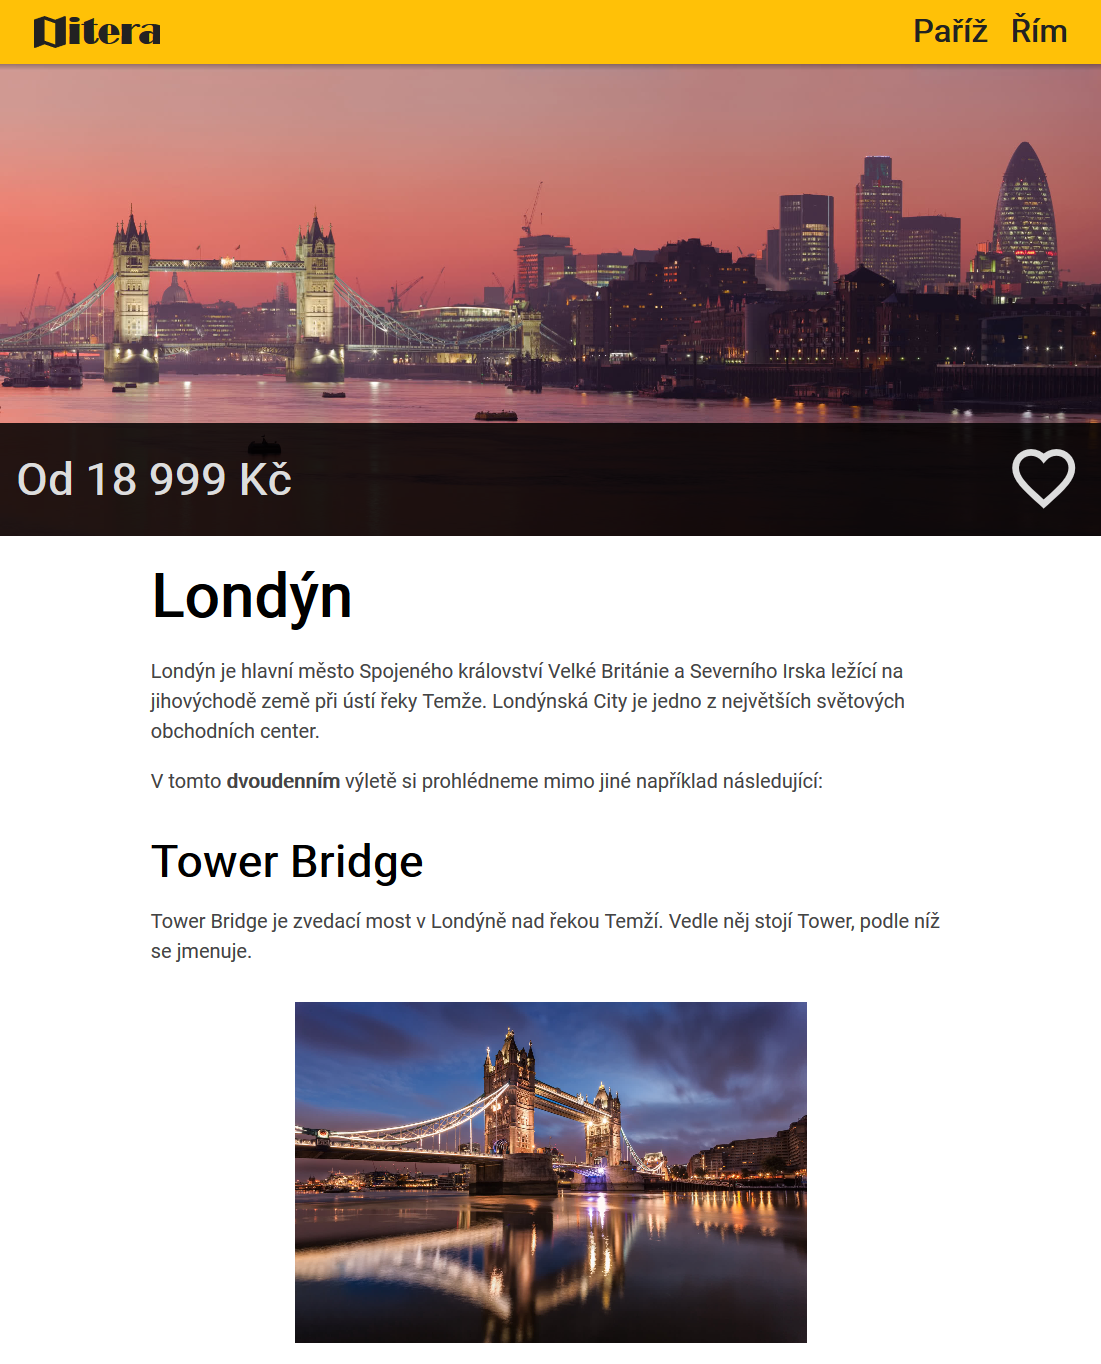 itera
Paříž Řím
Od 18 999 Kč
Londýn
Londýn je hlavní město Spojeného království Velké Británie a Severního Irska ležící na
jihovýchodě země při ústí řeky Temže. Londýnská City je jedno z největších světových
obchodních center.
V tomto dvoudenním výletě si prohlédneme mimo jiné například následující:
Tower Bridge
Tower Bridge je zvedací most v Londýně nad řekou Temží. Vedle něj stojí Tower, podle níž
se jmenuje.